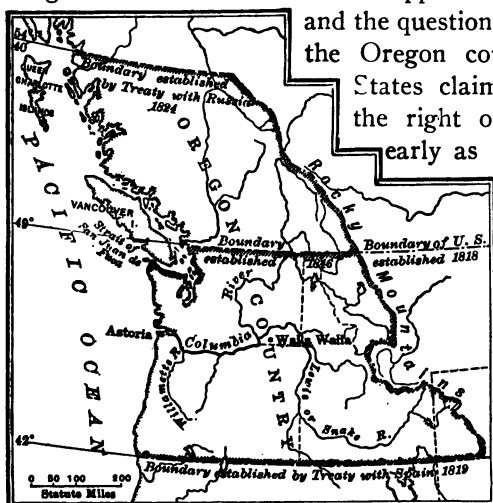 and the question
the Oregon cou
States claim
the right o
early as
54
40
QUEEN
CHARLOTTE
ISLANDS
Boundary established
by Treaty with Russia
1824
OREGON
COUNTRY
PACIFIC OCEAN
Rocky Mountains
VANCOUVER I.
Strait of
San Juan de
Fuca
49°
Boundary
established 1846
Boundary of U. S.
established 1818
River
Columbia
Astoria
Walla Walla
Willamette R.
Lewis or Snake R.
42°
Boundary established by Treaty with Spain 1819
0 50 100 200
Statute Miles